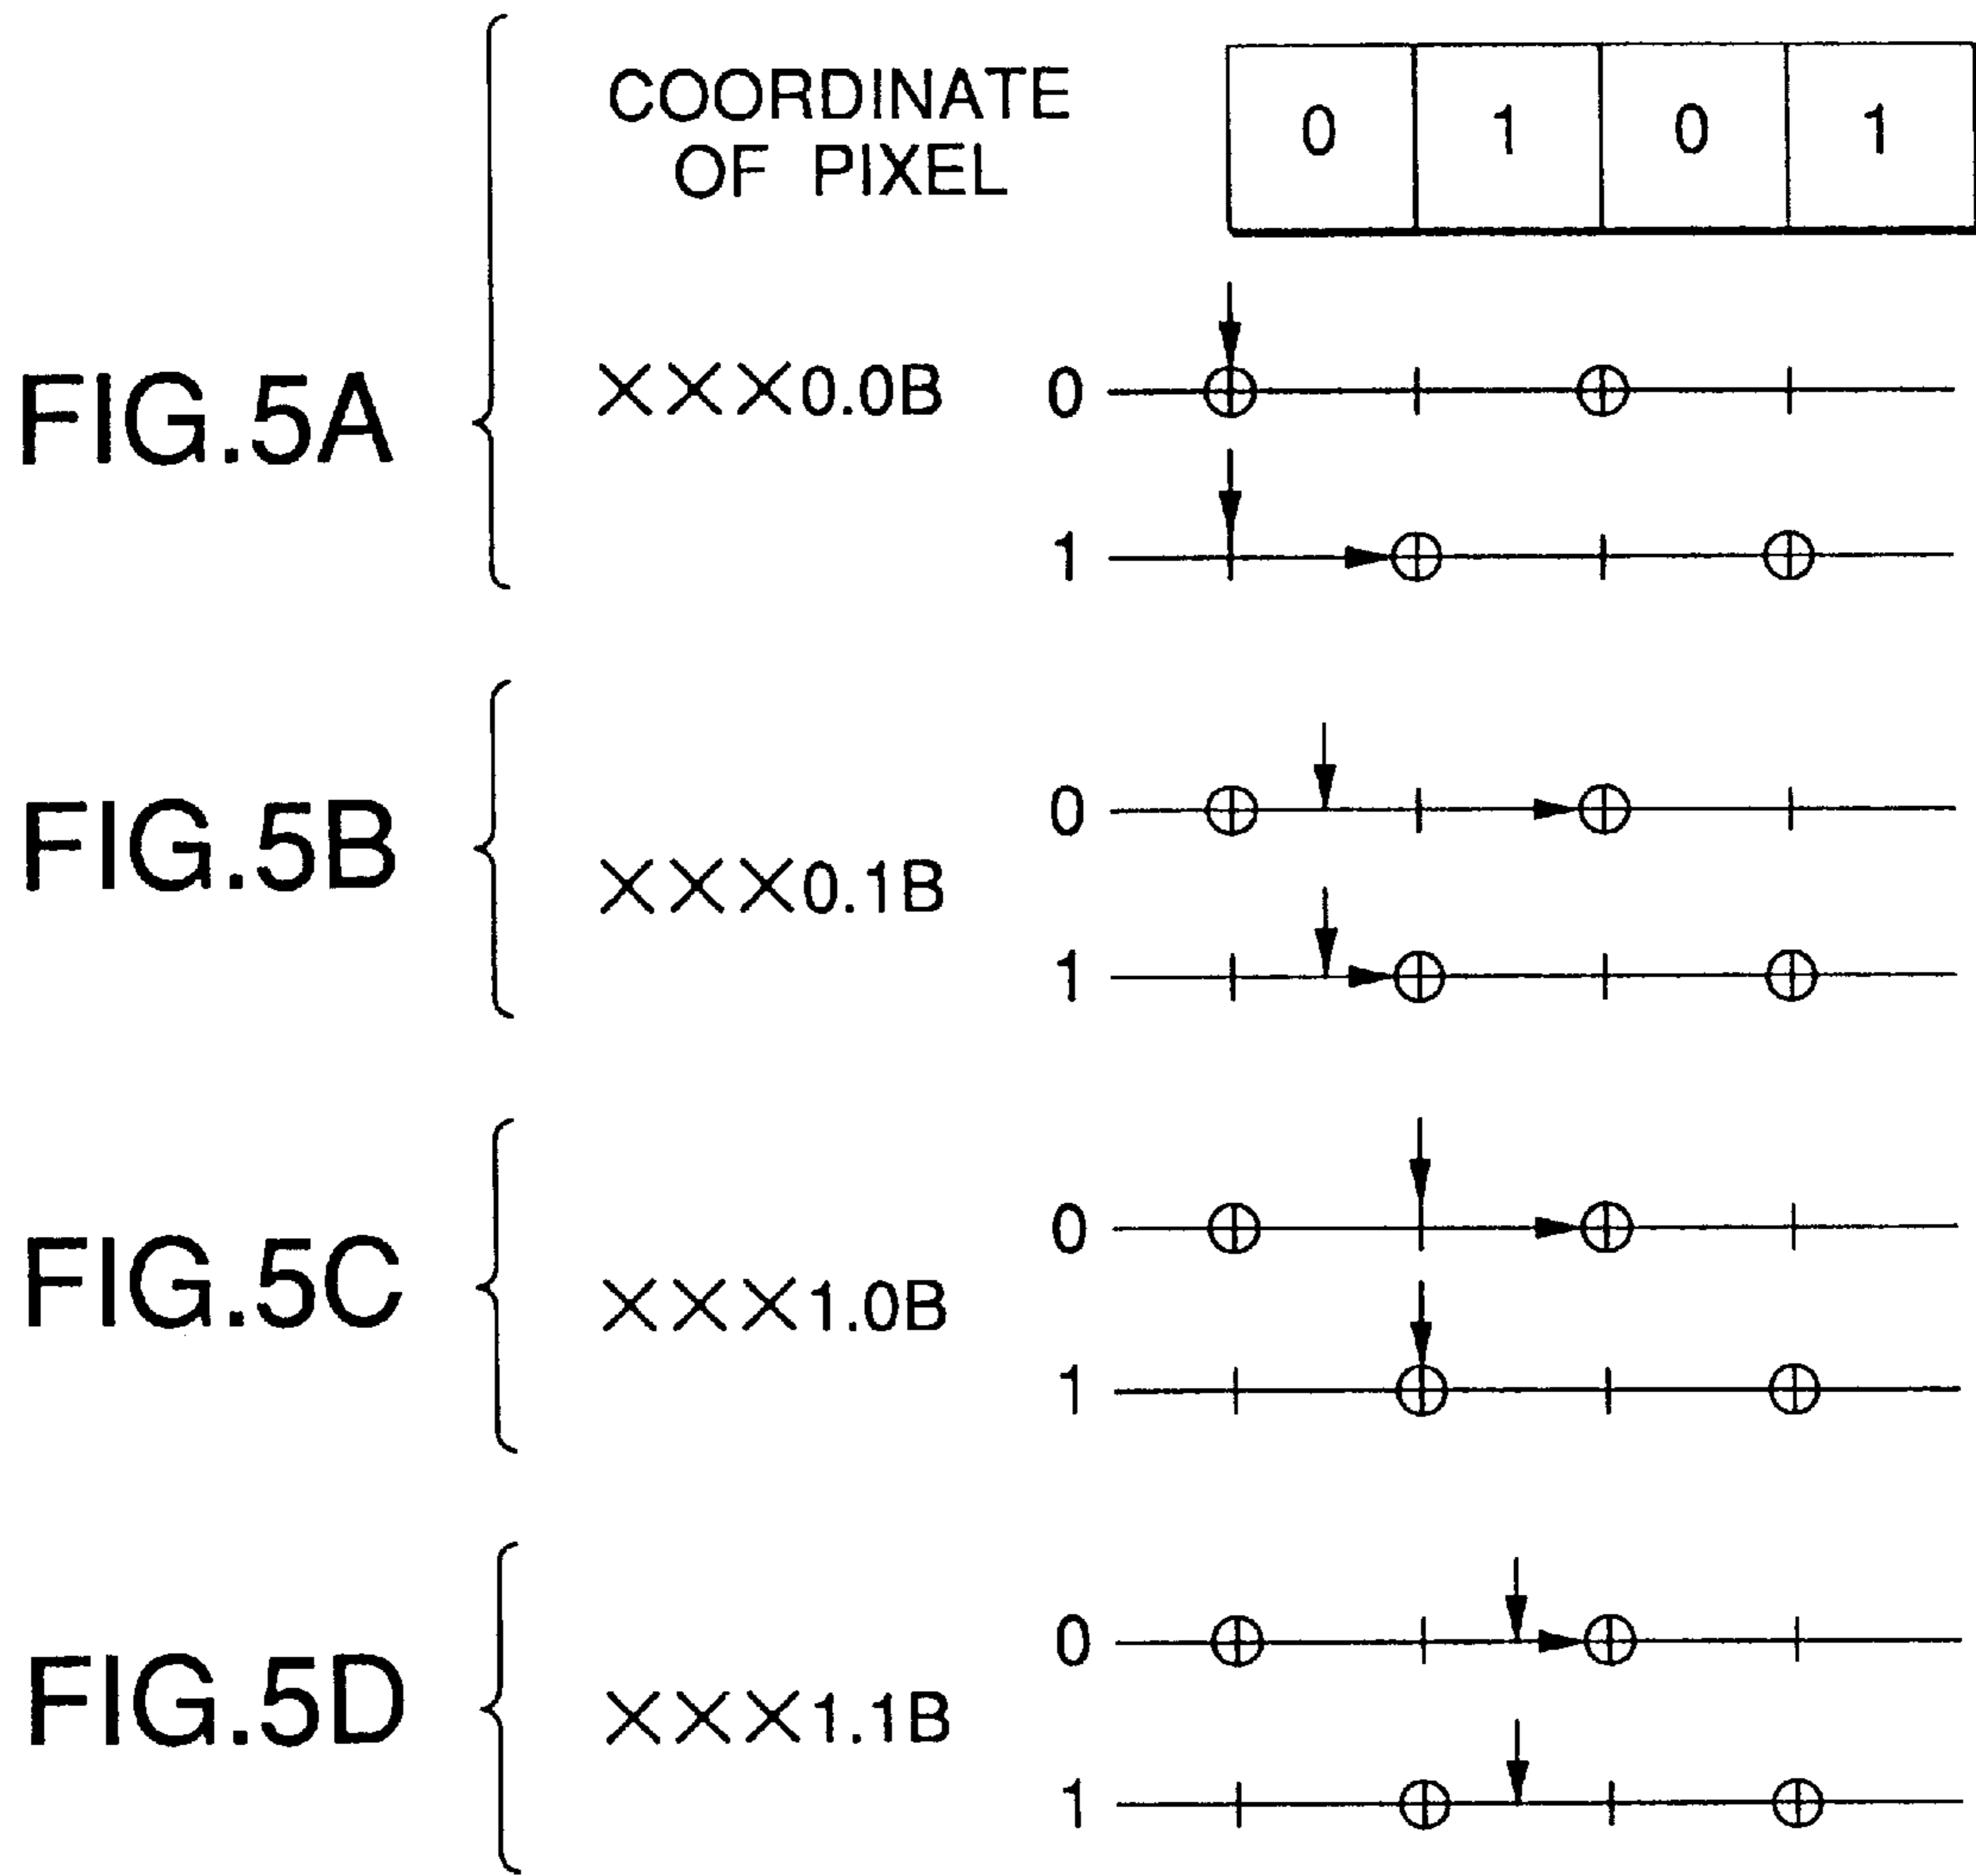 COORDINATE
OF PIXEL
0 1 0 1
FIG.5A
×××0.0B
0
1
FIG.5B
×××0.1B
0
1
FIG.5C
×××1.0B
0
1
FIG.5D
×××1.1B
0
1